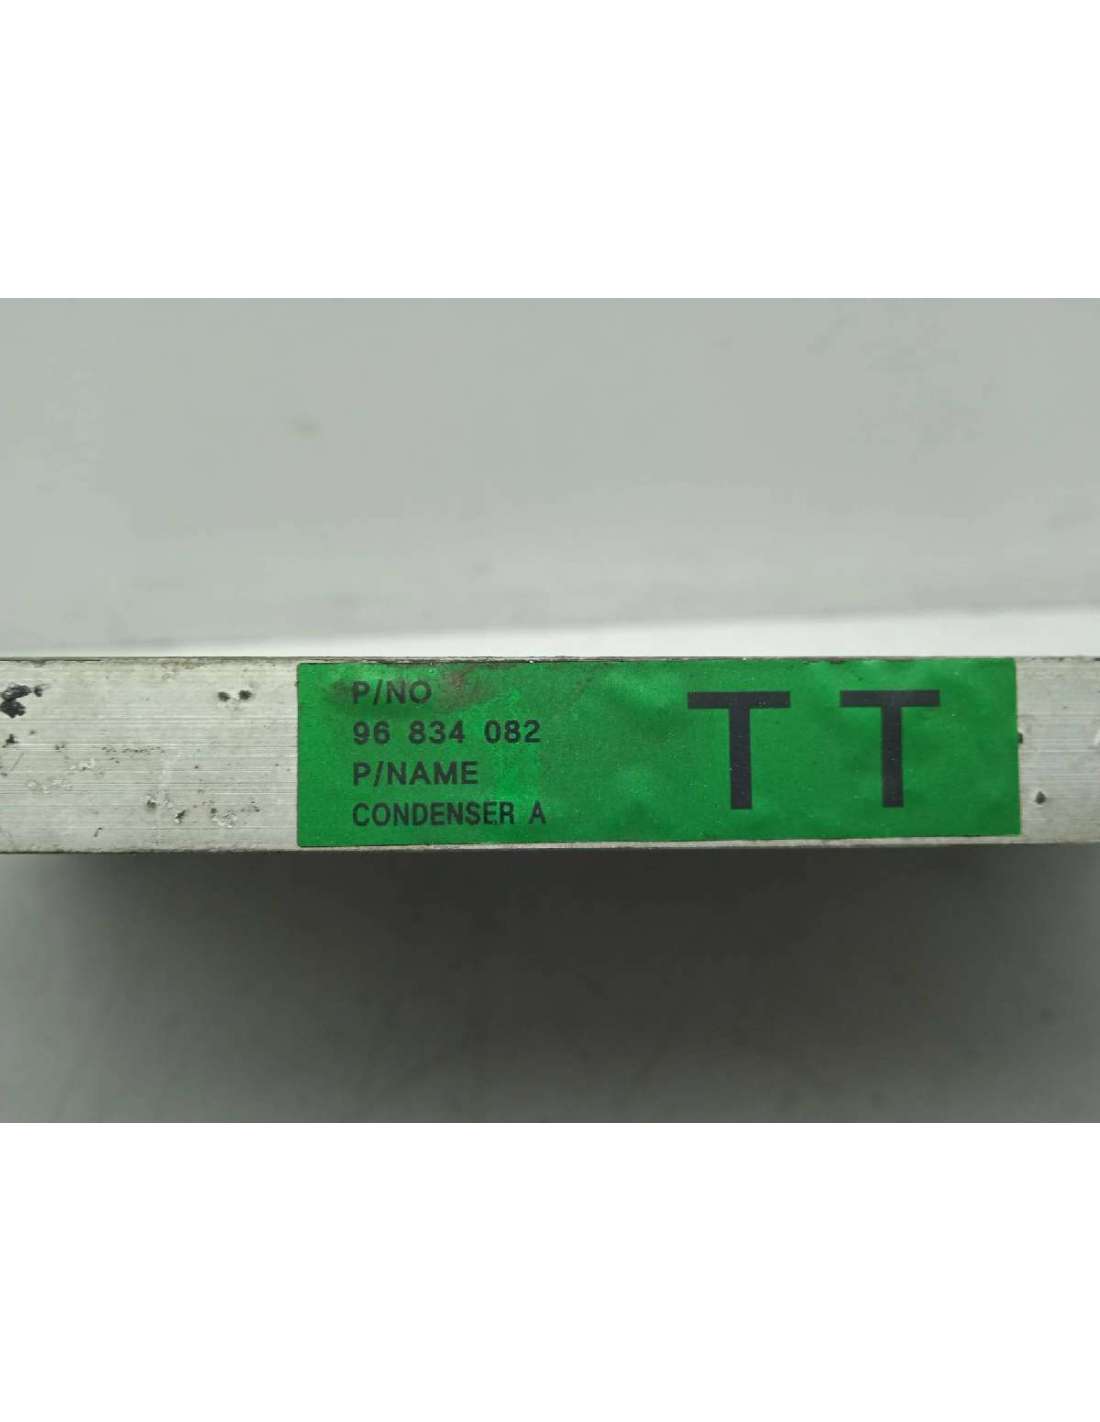 P/NO
96 834 082
P/NAME
CONDENSER A
TT